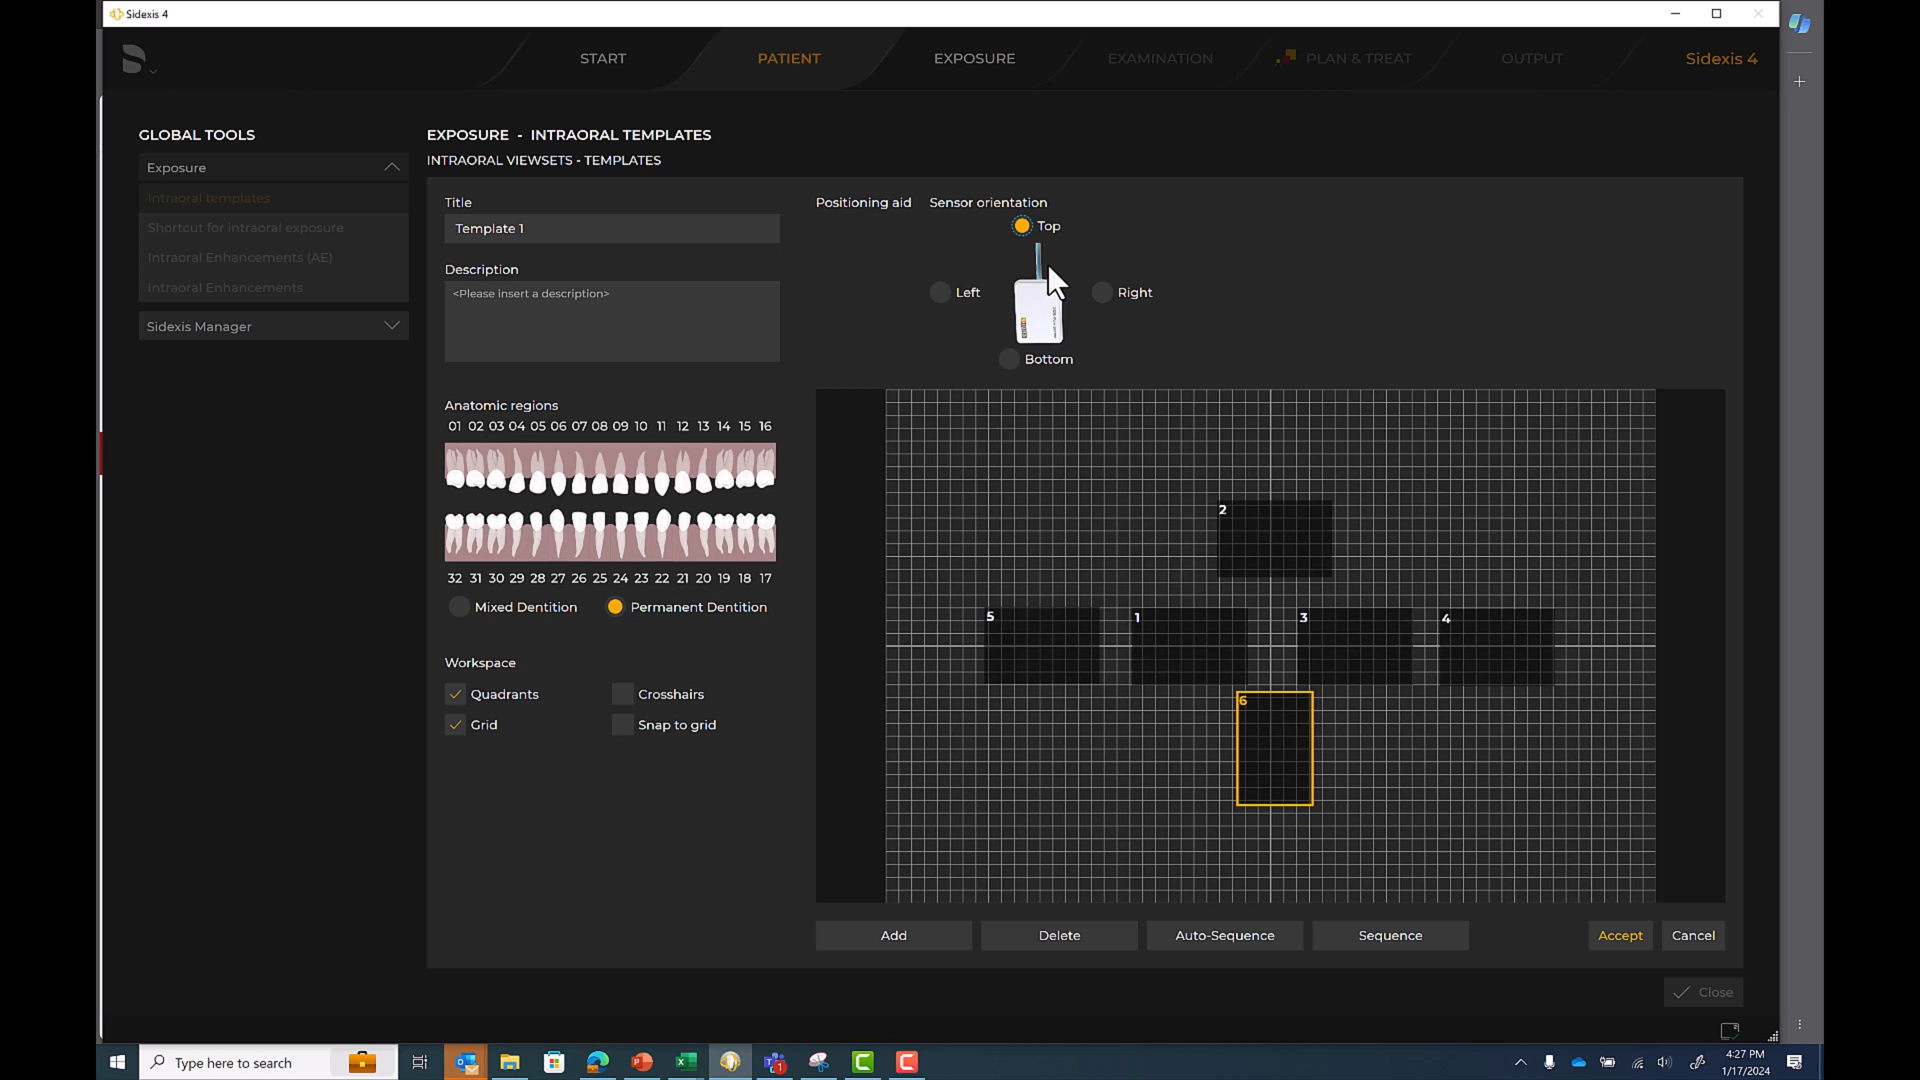 Sidexis 4
START
PATIENT
EXPOSURE
EXAMINATION
PLAN & TREAT
OUTPUT
Sidexis 4
GLOBAL TOOLS
Exposure
Intraoral templates
Shortcut for intraoral exposure
Intraoral Enhancements (AE)
Intraoral Enhancements
Sidexis Manager
EXPOSURE - INTRAORAL TEMPLATES
INTRAORAL VIEWSETS - TEMPLATES
Title
Template 1
Description
<Please insert a description>
Anatomic regions
01 02 03 04 05 06 07 08 09 10 11 12 13 14 15 16
32 31 30 29 28 27 26 25 24 23 22 21 20 19 18 17
Mixed Dentition
Permanent Dentition
Workspace
Quadrants
Crosshairs
Grid
Snap to grid
Positioning aid
Sensor orientation
Top
Left
Right
Bottom
2
5
1
3
4
6
Add
Delete
Auto-Sequence
Sequence
Accept
Cancel
Close
Type here to search
1
4:27 PM
1/17/2024